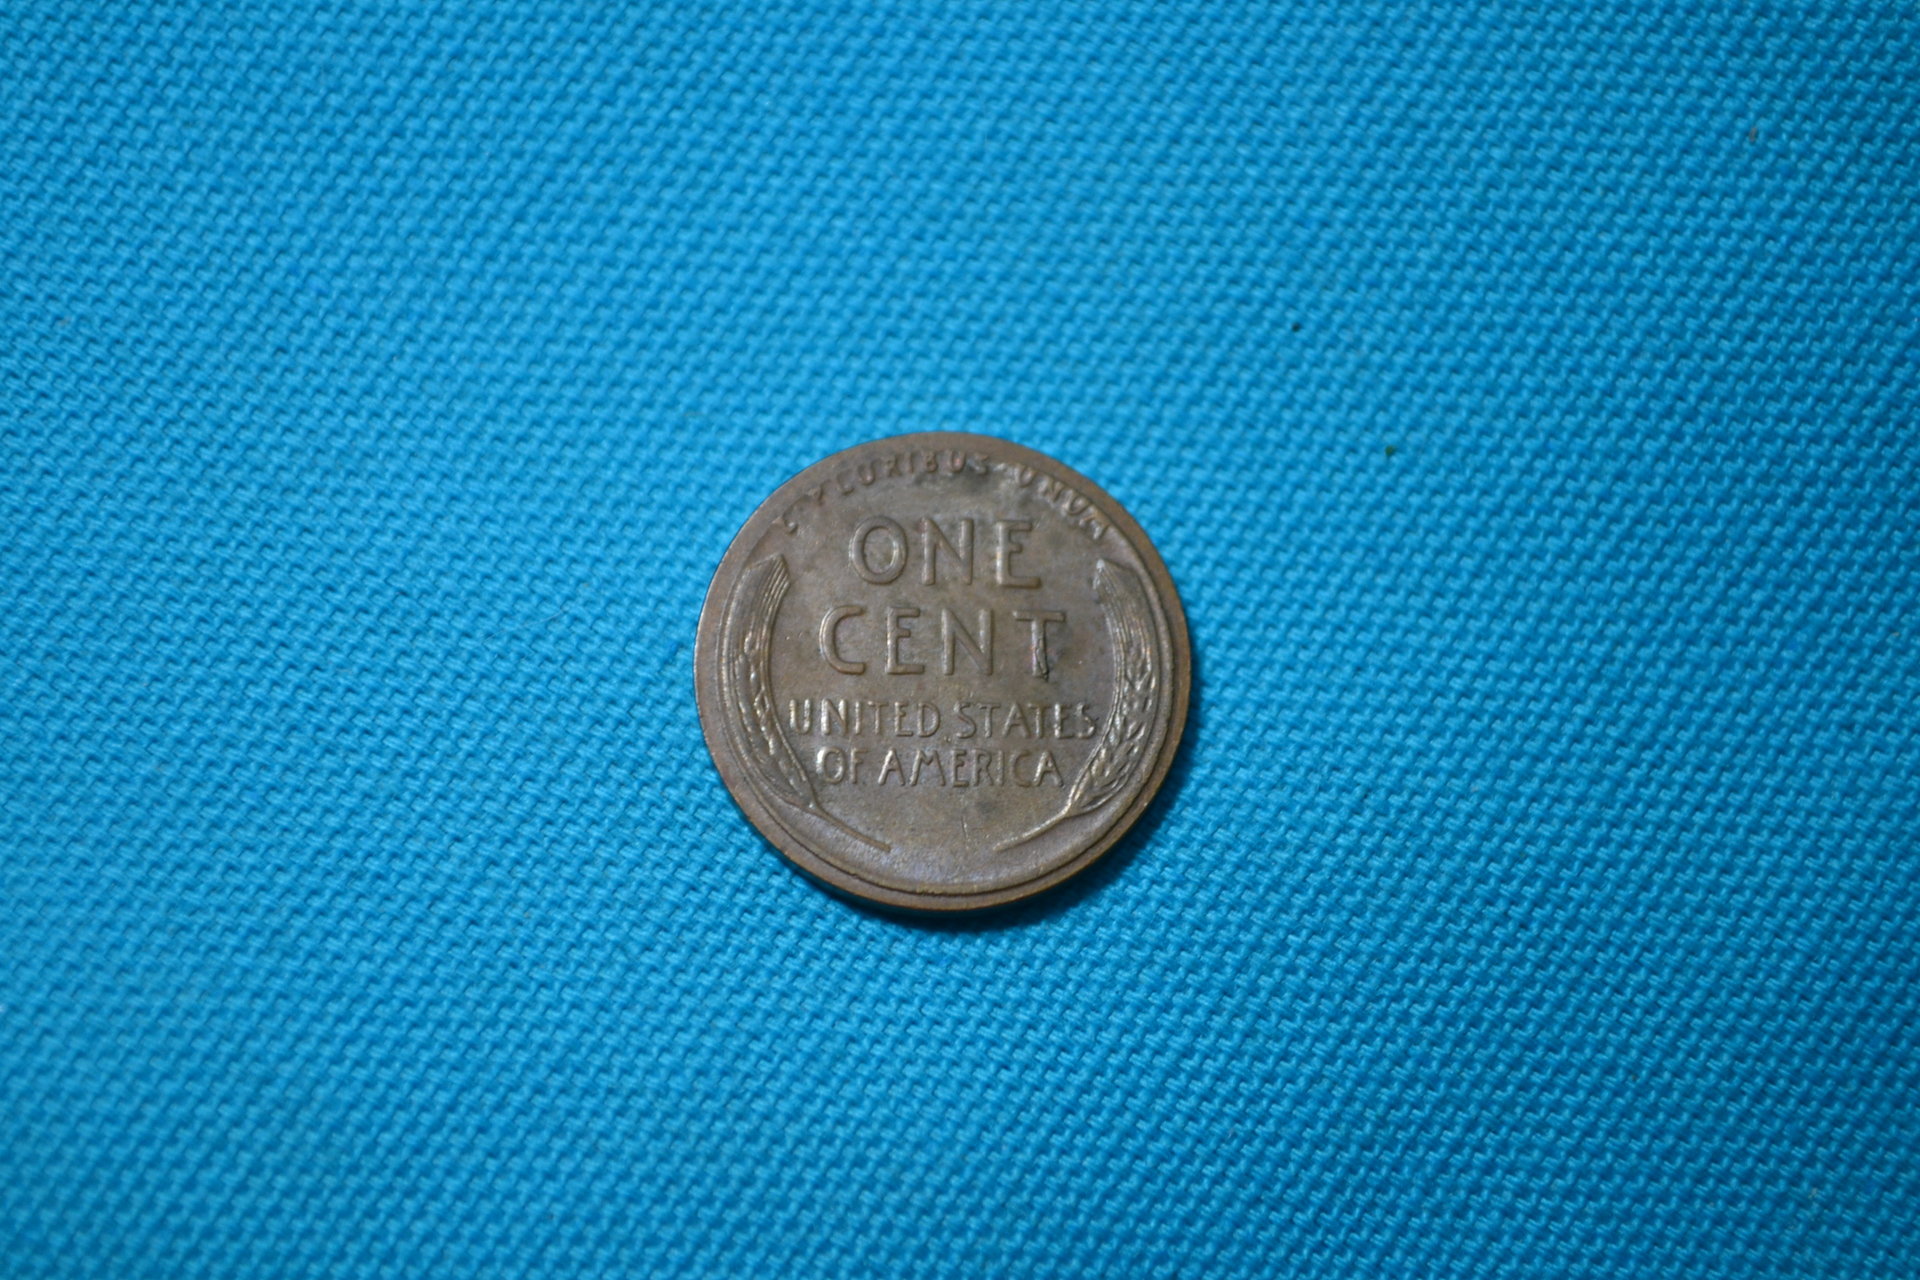 E PLURIBUS UNUM
ONE
CENT
UNITED STATES
OF AMERICA